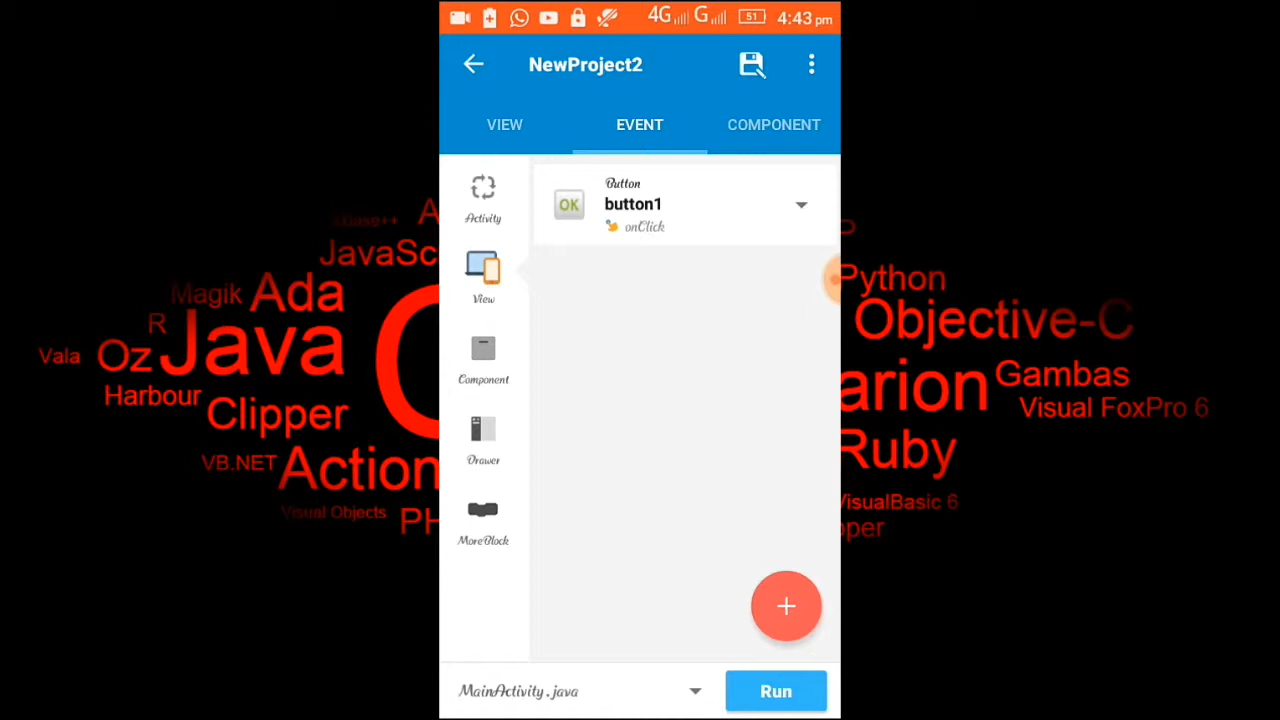 4G G 51 4:43 pm
NewProject2
VIEW EVENT COMPONENT
Activity
View
Component
Drawer
MoreBlock
OK
Button
button1
onClick
MainActivity.java
Run
JavaSc
Magik Ada
R Java
Vala Oz
Harbour
Clipper
VB.NET Action
Visual Objects PH
Python
Objective-C
arion Gambas
Visual FoxPro 6
Ruby
VisualBasic 6